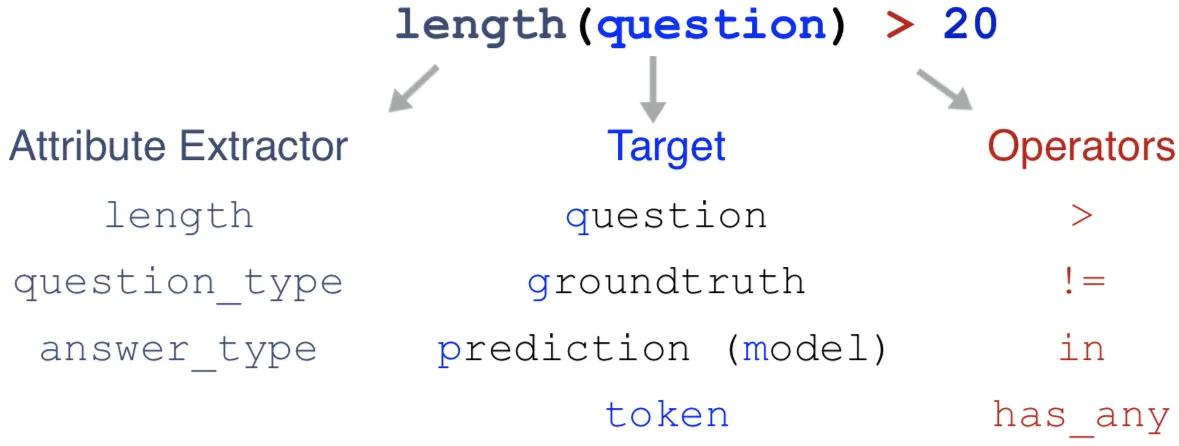 length(question) > 20
Attribute Extractor Target Operators
length question >
question_type groundtruth !=
answer_type prediction (model) in
token has_any